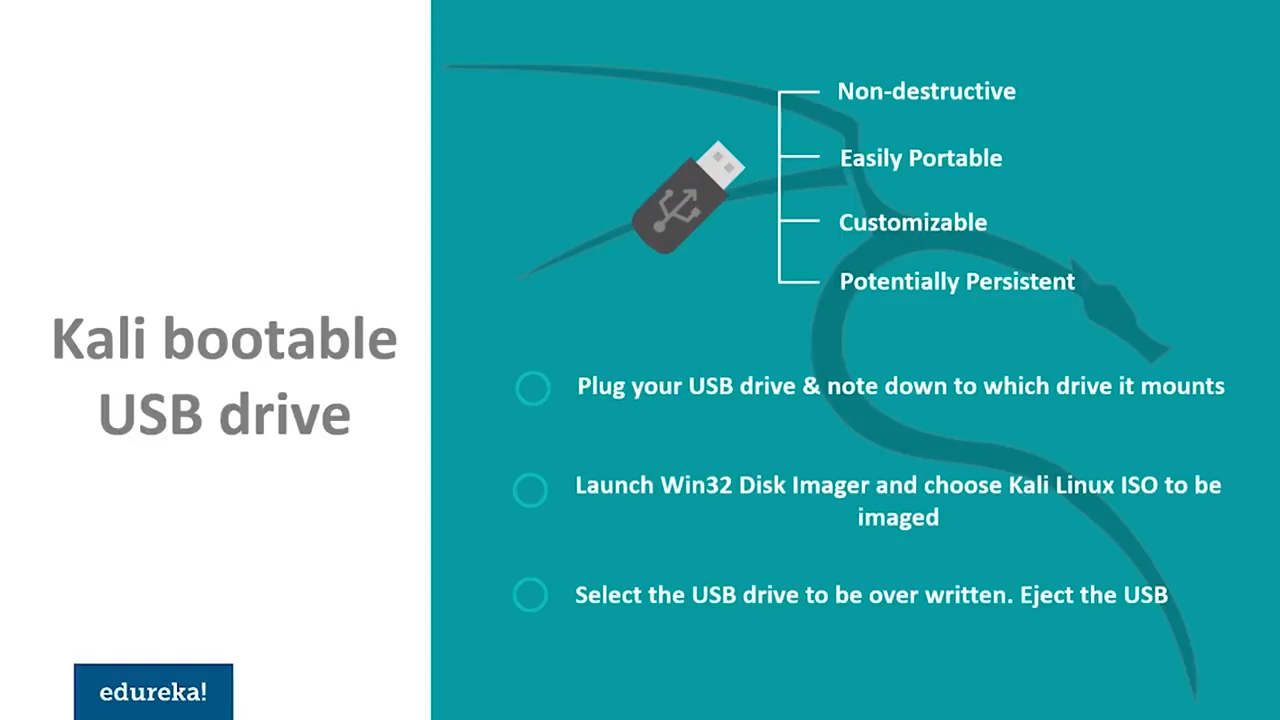 Kali bootable
USB drive
Non-destructive
Easily Portable
Customizable
Potentially Persistent
Plug your USB drive & note down to which drive it mounts
Launch Win32 Disk Imager and choose Kali Linux ISO to be
imaged
Select the USB drive to be over written. Eject the USB
edureka!